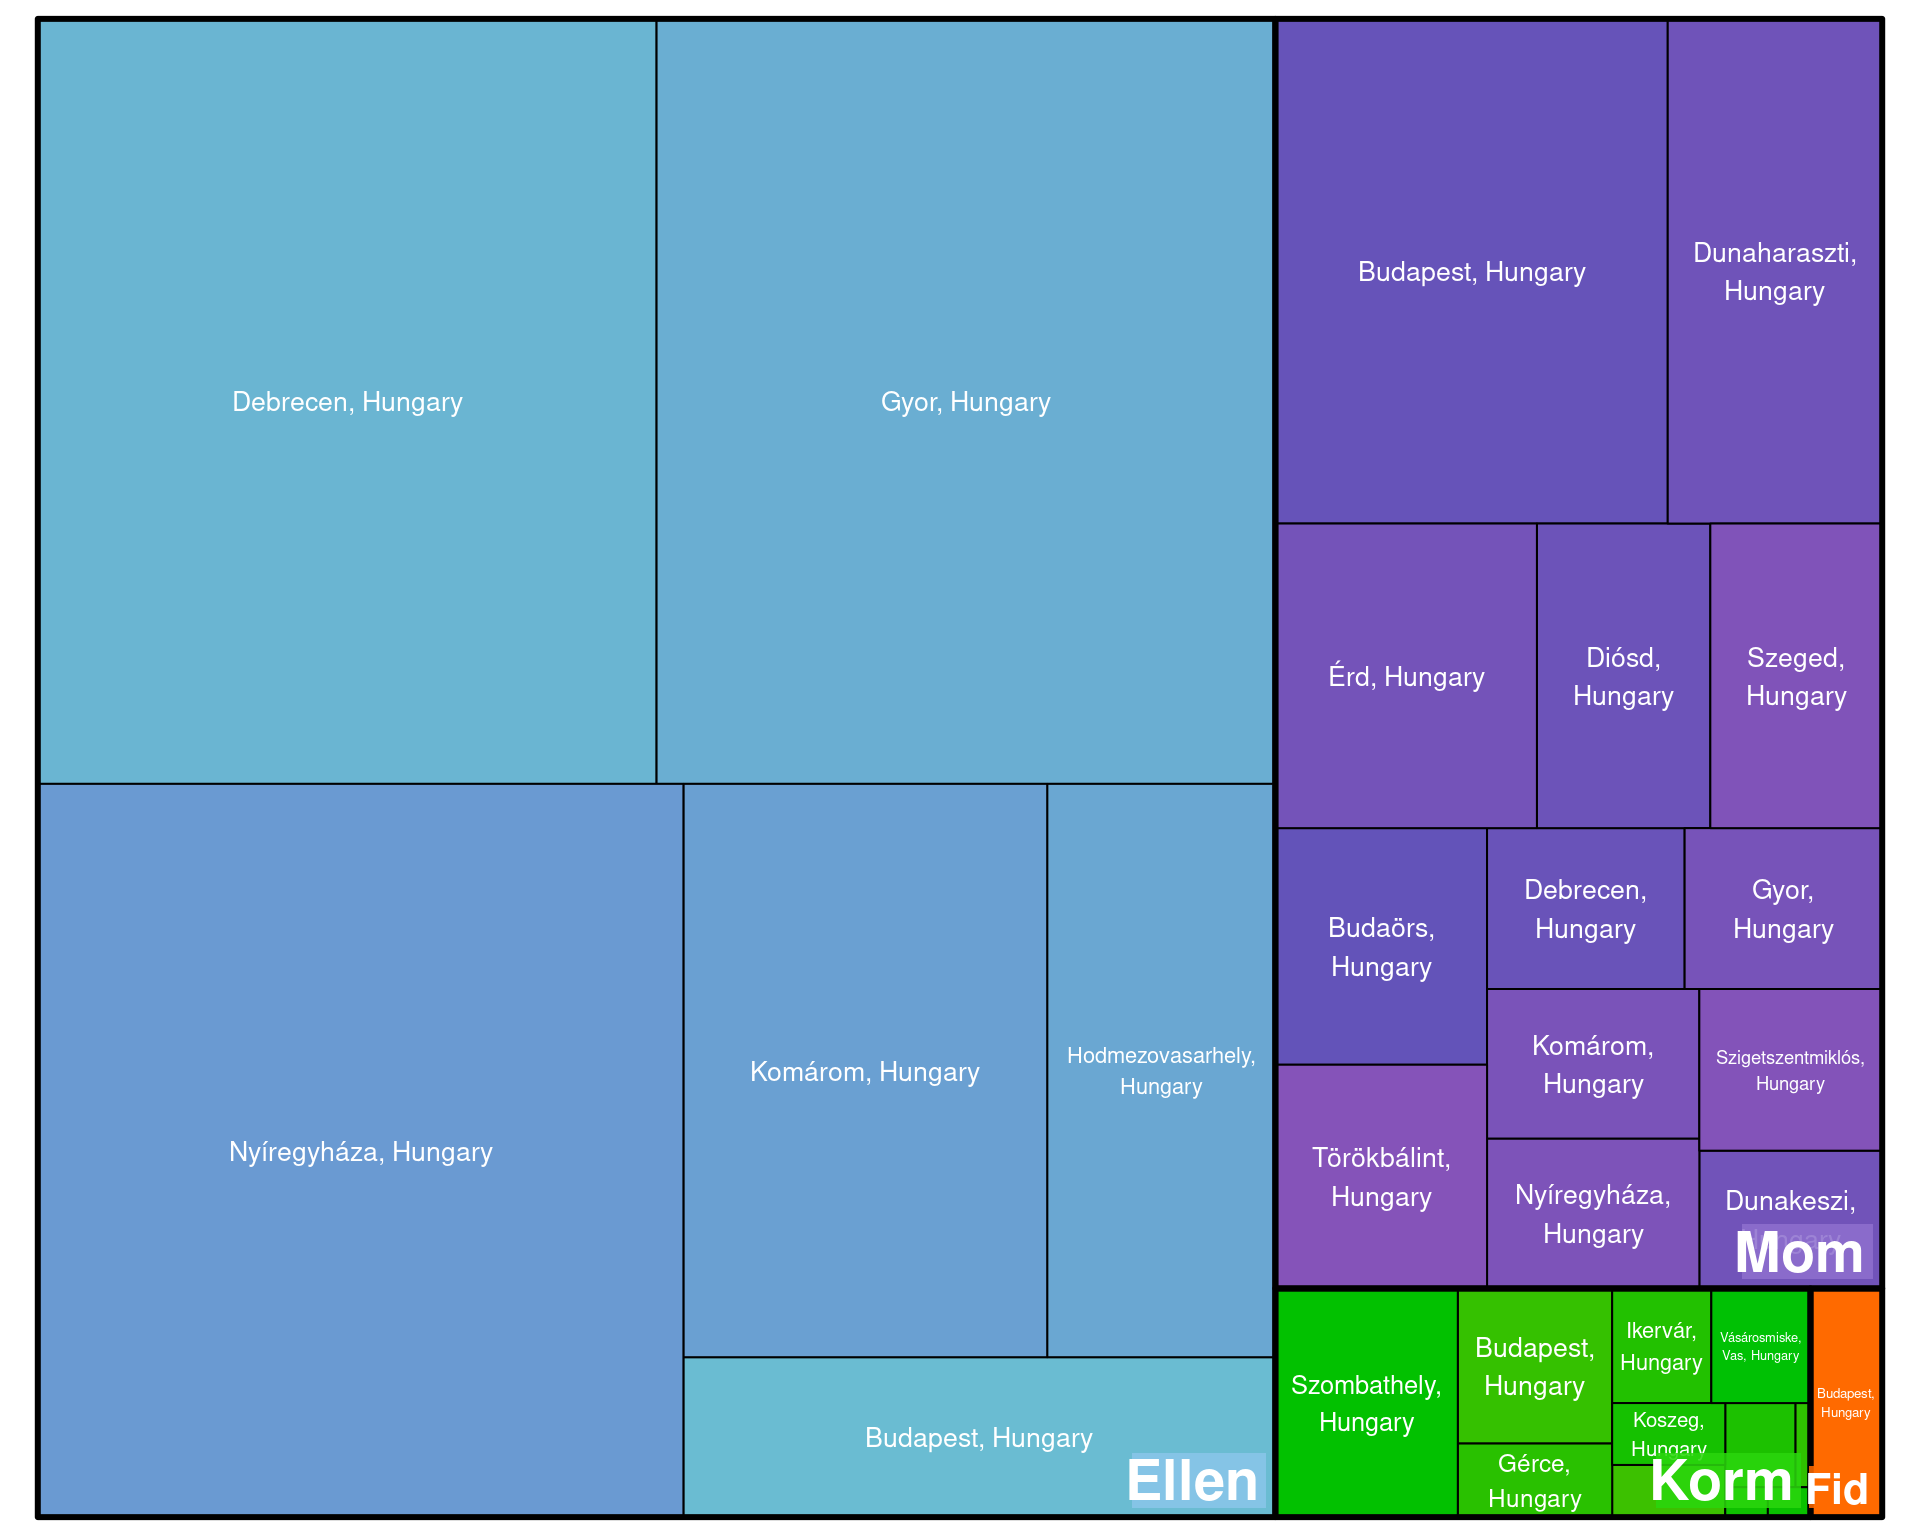 Debrecen, Hungary
Gyor, Hungary
Nyíregyháza, Hungary
Komárom, Hungary
Hodmezovasarhely,
Hungary
Budapest, Hungary
Ellen
Budapest, Hungary
Dunaharaszti,
Hungary
Érd, Hungary
Diósd,
Hungary
Szeged,
Hungary
Budaörs,
Hungary
Debrecen,
Hungary
Gyor,
Hungary
Komárom,
Hungary
Szigetszentmiklós,
Hungary
Törökbálint,
Hungary
Nyíregyháza,
Hungary
Dunakeszi,
Hungary
Mom
Szombathely,
Hungary
Budapest,
Hungary
Ikervár,
Hungary
Vásárosmiske,
Vas, Hungary
Koszeg,
Hungary
Gérce,
Hungary
Korm
Budapest,
Hungary
Fid